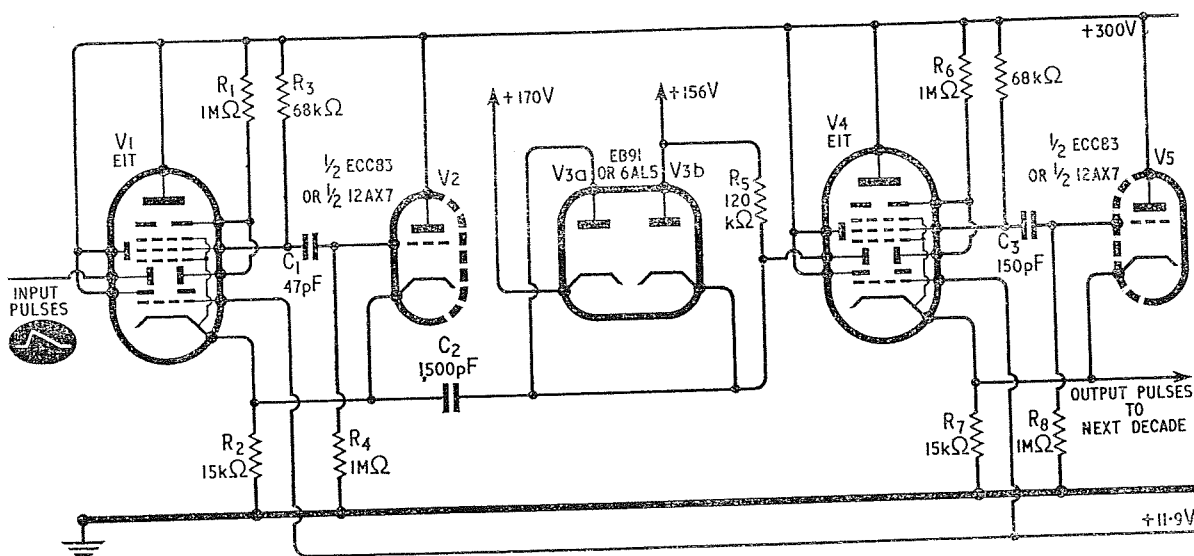 +300V
R1
1MΩ
R3
68kΩ
V1
E1T
½ ECC83
OR ½ 12AX7
V2
+170V
+156V
EB91
OR 6AL5
V3a
V3b
R5
120
kΩ
V4
E1T
R6
1MΩ
68kΩ
½ ECC83
OR ½ 12AX7
V5
INPUT
PULSES
C1
47pF
C2
1,500pF
C3
150pF
R2
15kΩ
R4
1MΩ
R7
15kΩ
R8
1MΩ
OUTPUT PULSES
TO
NEXT DECADE
+11·9V